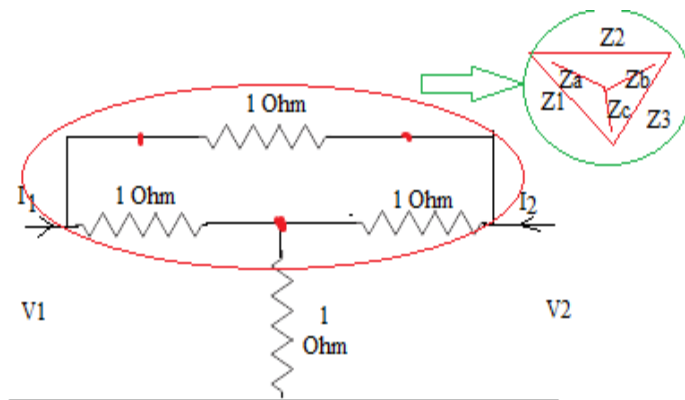 Z2
Za Zb
Z1 Zc Z3
1 Ohm
1 Ohm 1 Ohm
I1 I2
V1 1 V2
Ohm